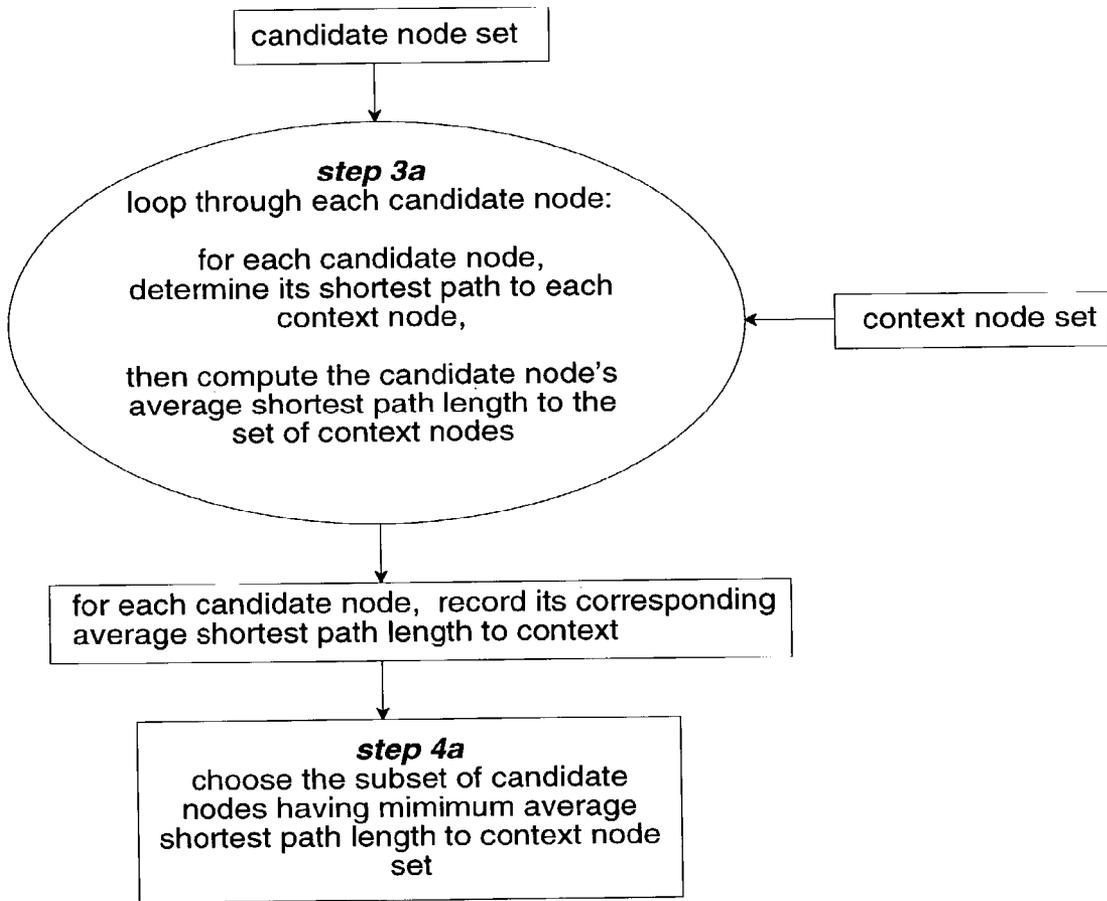 candidate node set
step 3a
loop through each candidate node:
for each candidate node,
determine its shortest path to each
context node,
then compute the candidate node's
average shortest path length to the
set of context nodes
context node set
for each candidate node, record its corresponding
average shortest path length to context
step 4a
choose the subset of candidate
nodes having mimimum average
shortest path length to context node
set